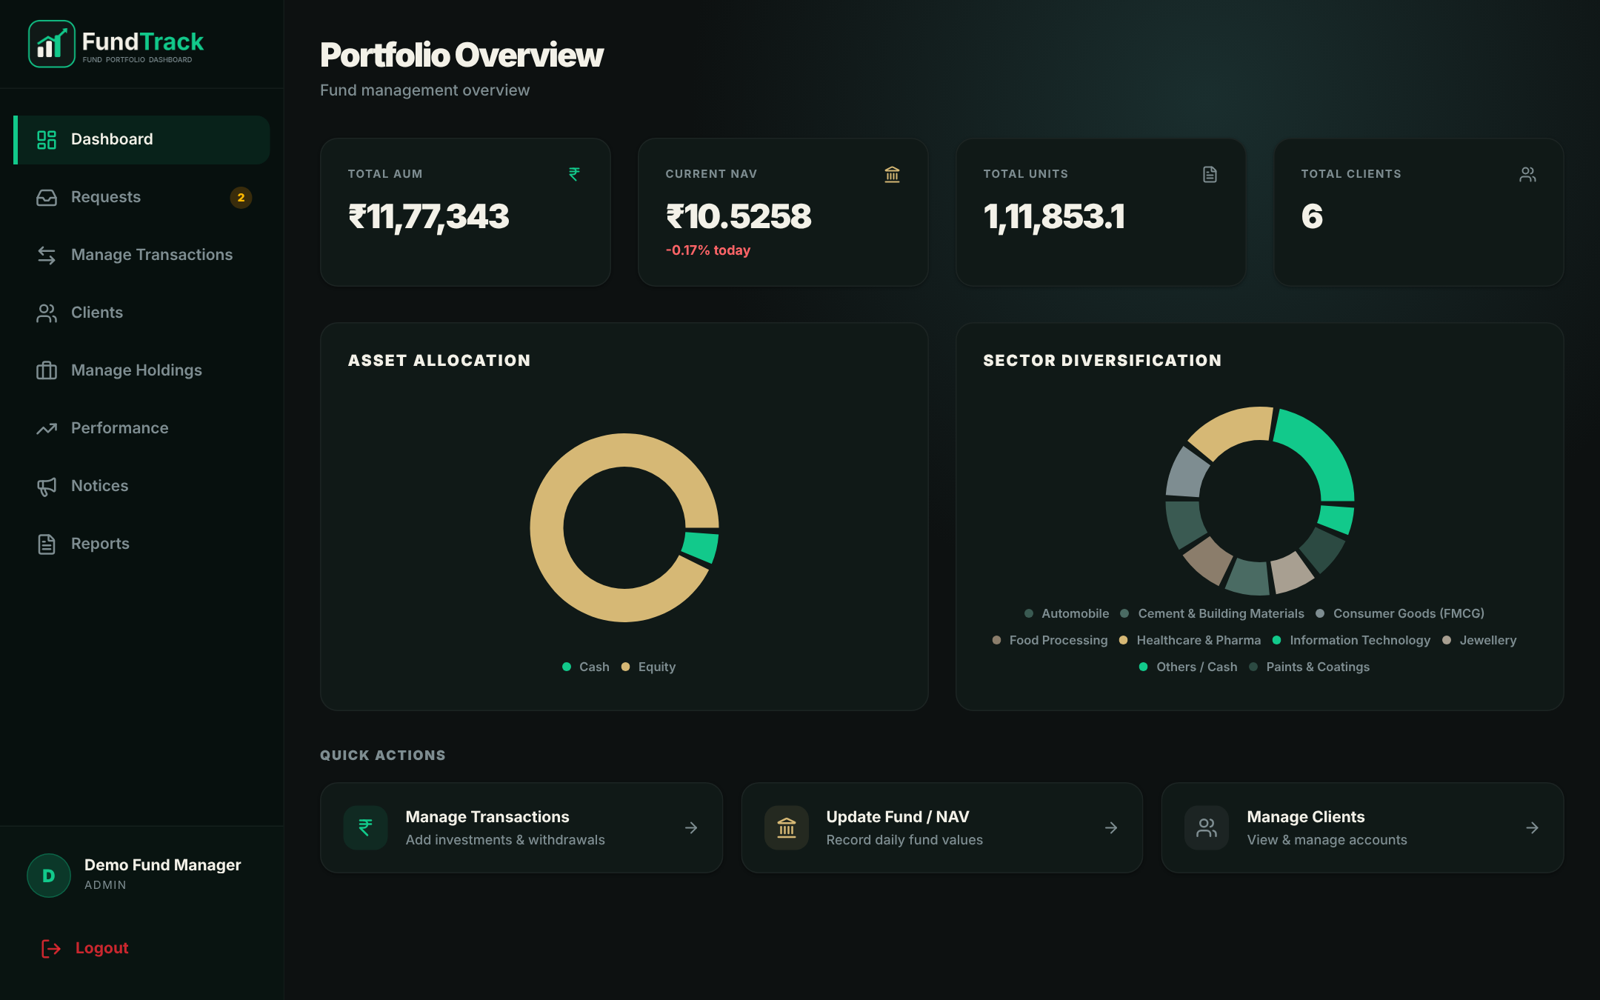 FundTrack
FUND PORTFOLIO DASHBOARD
Dashboard
Requests 2
Manage Transactions
Clients
Manage Holdings
Performance
Notices
Reports
D
Demo Fund Manager
ADMIN
Logout
Portfolio Overview
Fund management overview
TOTAL AUM ₹
₹11,77,343
CURRENT NAV
₹10.5258
-0.17% today
TOTAL UNITS
1,11,853.1
TOTAL CLIENTS
6
ASSET ALLOCATION
Cash Equity
SECTOR DIVERSIFICATION
Automobile Cement & Building Materials Consumer Goods (FMCG)
Food Processing Healthcare & Pharma Information Technology Jewellery
Others / Cash Paints & Coatings
QUICK ACTIONS
₹
Manage Transactions
Add investments & withdrawals
Update Fund / NAV
Record daily fund values
Manage Clients
View & manage accounts